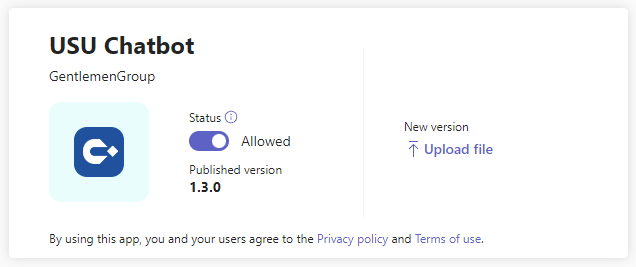 USU Chatbot
GentlemenGroup
Status
Allowed
Published version
1.3.0
New version
Upload file
By using this app, you and your users agree to the Privacy policy and Terms of use.